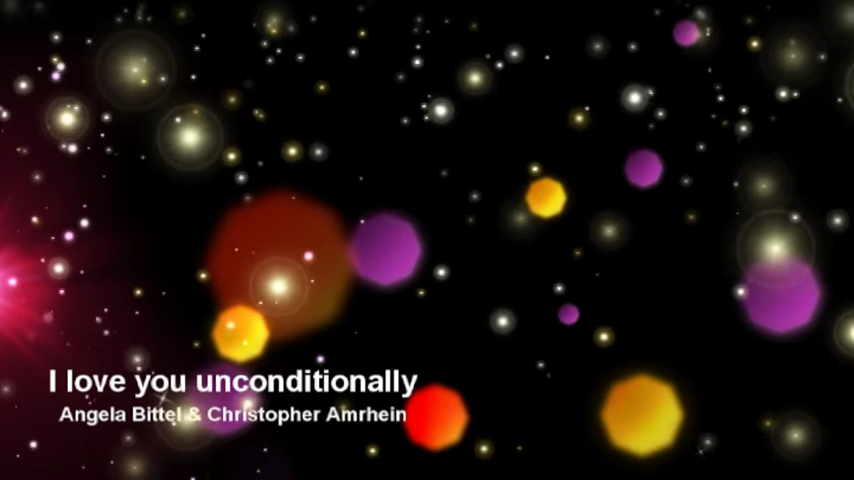 I love you unconditionally
Angela Bittel & Christopher Amrhein